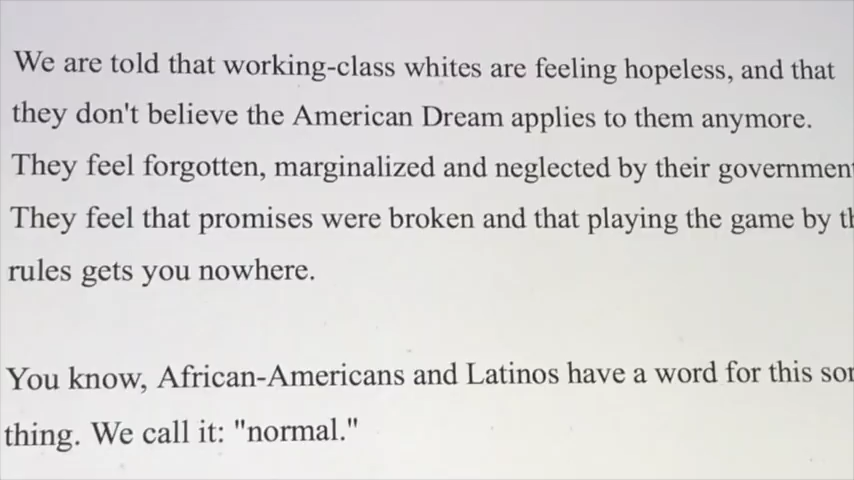 We are told that working-class whites are feeling hopeless, and that
they don't believe the American Dream applies to them anymore.
They feel forgotten, marginalized and neglected by their governmen
They feel that promises were broken and that playing the game by th
rules gets you nowhere.
You know, African-Americans and Latinos have a word for this sor
thing. We call it: "normal."